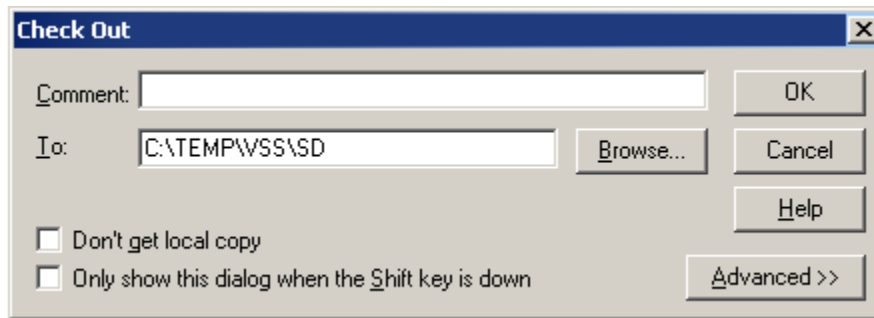 Check Out
Comment:
OK
To:
C:\TEMP\VSS\SD
Browse...
Cancel
Help
Don't get local copy
Only show this dialog when the Shift key is down
Advanced >>